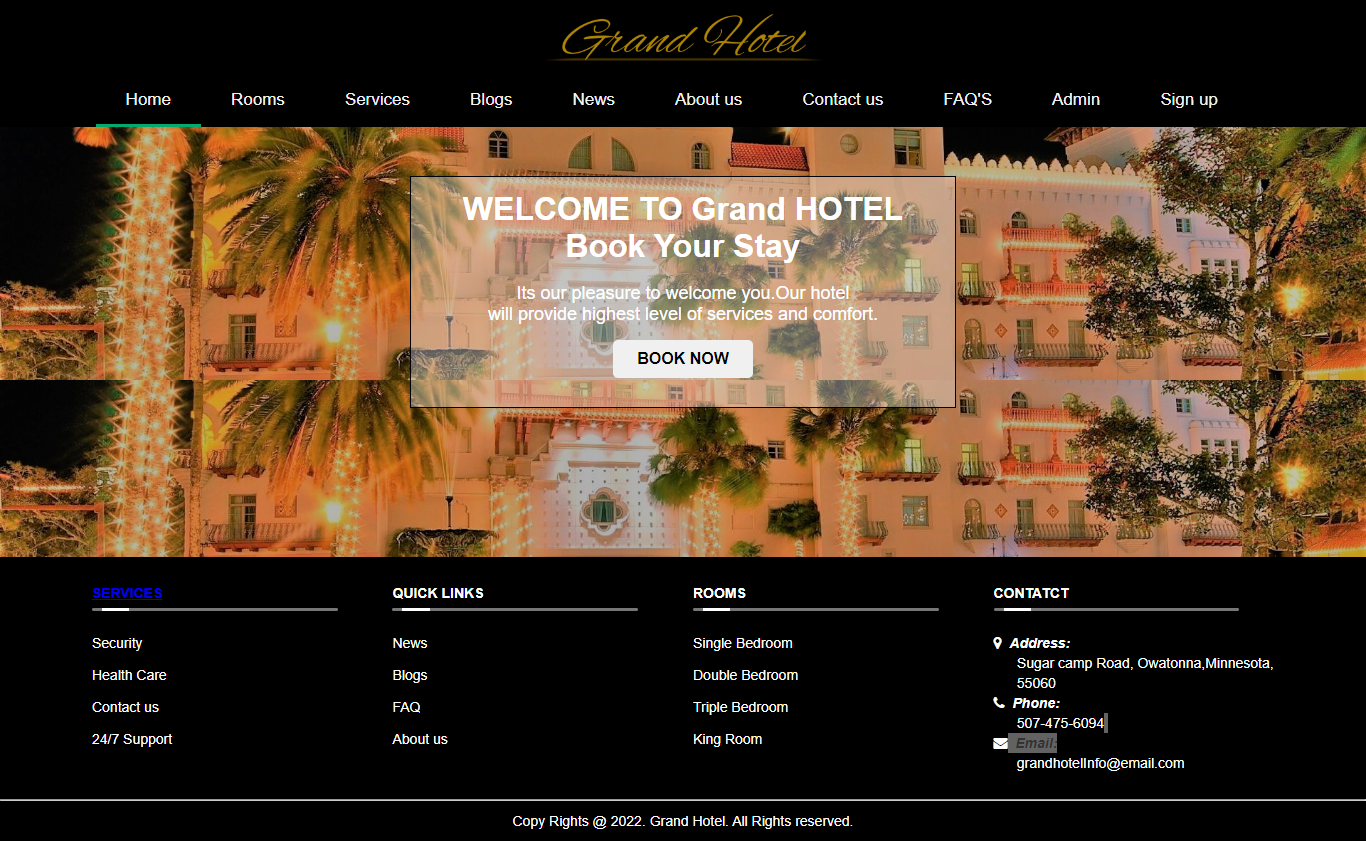 Grand Hotel
Home Rooms Services Blogs News About us Contact us FAQ'S Admin Sign up
WELCOME TO Grand HOTEL
Book Your Stay
Its our pleasure to welcome you.Our hotel
will provide highest level of services and comfort.
BOOK NOW
SERVICES
Security
Health Care
Contact us
24/7 Support
QUICK LINKS
News
Blogs
FAQ
About us
ROOMS
Single Bedroom
Double Bedroom
Triple Bedroom
King Room
CONTATCT
Address:
Sugar camp Road, Owatonna,Minnesota,
55060
Phone:
507-475-6094
Email:
grandhotelInfo@email.com
Copy Rights @ 2022. Grand Hotel. All Rights reserved.